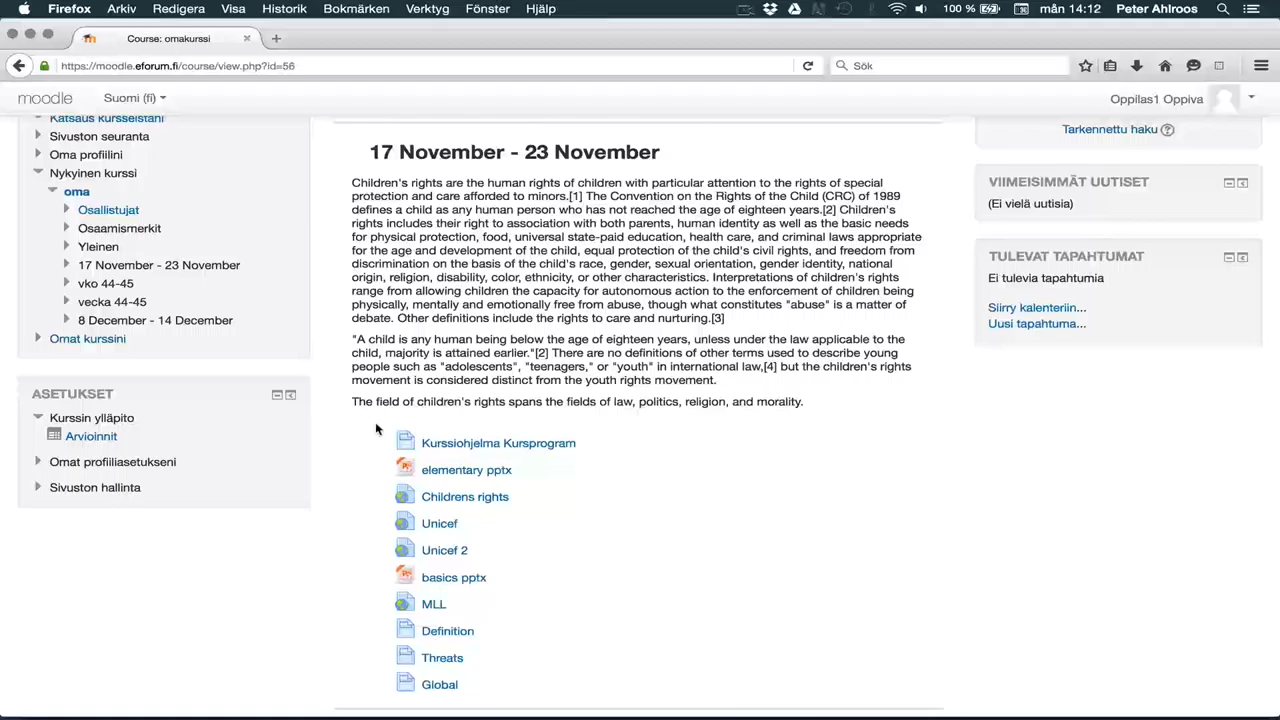 Firefox Arkiv Redigera Visa Historik Bokmärken Verktyg Fönster Hjälp 100 % mån 14:12 Peter Ahlroos
Course: omakurssi
https://moodle.eforum.fi/course/view.php?id=56
Sök
moodle Suomi (fi) Oppilas1 Oppiva
Katsaus kursseistani
Sivuston seuranta
Oma profiilini
Nykyinen kurssi
oma
Osallistujat
Osaamismerkit
Yleinen
17 November - 23 November
vko 44-45
vecka 44-45
8 December - 14 December
Omat kurssini
ASETUKSET
Kurssin ylläpito
Arvioinnit
Omat profiiliasetukseni
Sivuston hallinta
17 November - 23 November
Children's rights are the human rights of children with particular attention to the rights of special
protection and care afforded to minors.[1] The Convention on the Rights of the Child (CRC) of 1989
defines a child as any human person who has not reached the age of eighteen years.[2] Children's
rights includes their right to association with both parents, human identity as well as the basic needs
for physical protection, food, universal state-paid education, health care, and criminal laws appropriate
for the age and development of the child, equal protection of the child's civil rights, and freedom from
discrimination on the basis of the child's race, gender, sexual orientation, gender identity, national
origin, religion, disability, color, ethnicity, or other characteristics. Interpretations of children's rights
range from allowing children the capacity for autonomous action to the enforcement of children being
physically, mentally and emotionally free from abuse, though what constitutes "abuse" is a matter of
debate. Other definitions include the rights to care and nurturing.[3]
"A child is any human being below the age of eighteen years, unless under the law applicable to the
child, majority is attained earlier."[2] There are no definitions of other terms used to describe young
people such as "adolescents", "teenagers," or "youth" in international law,[4] but the children's rights
movement is considered distinct from the youth rights movement.
The field of children's rights spans the fields of law, politics, religion, and morality.
Kurssiohjelma Kursprogram
elementary pptx
Childrens rights
Unicef
Unicef 2
basics pptx
MLL
Definition
Threats
Global
Tarkennettu haku
VIIMEISIMMÄT UUTISET
(Ei vielä uutisia)
TULEVAT TAPAHTUMAT
Ei tulevia tapahtumia
Siirry kalenteriin...
Uusi tapahtuma...